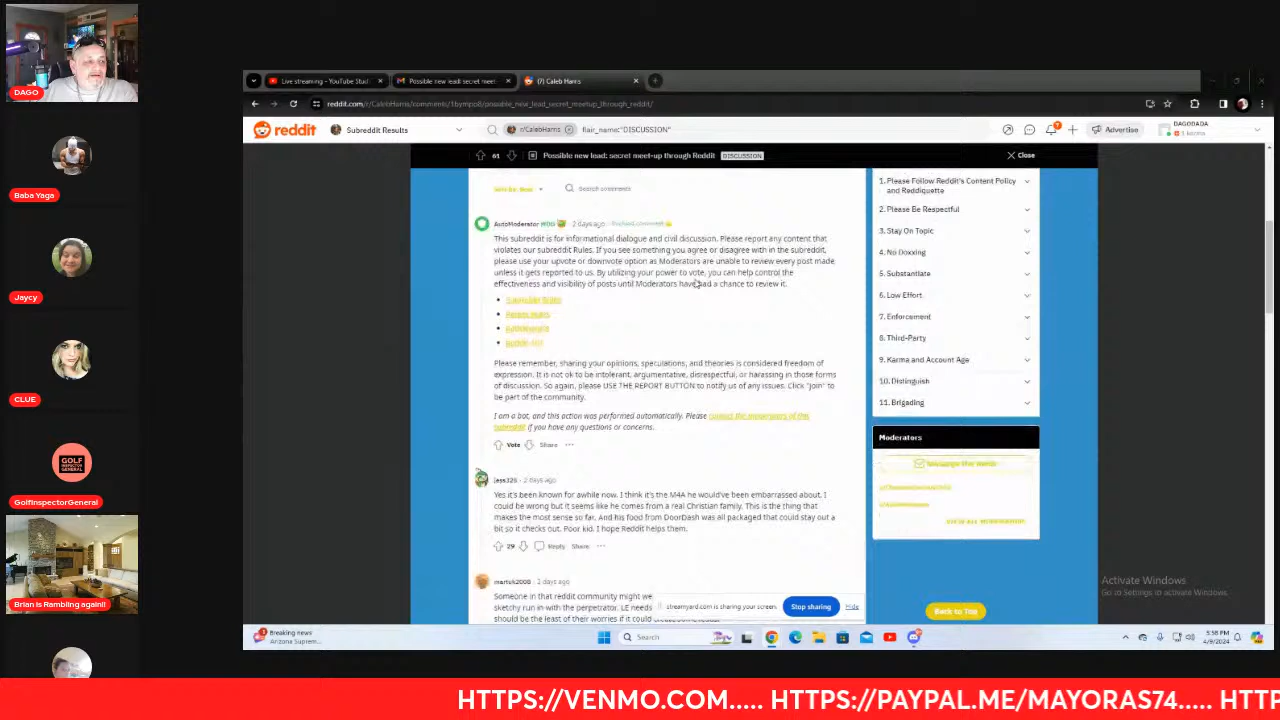 DAGO
Baba Yaga
Jaycy
CLUE
GOLF
INSPECTOR
GENERAL
GolfInspectorGeneral
Brian is Rambling again!!
Live streaming - YouTube Stud
Possible new lead! secret meet-
(7) Caleb Harris
reddit.com/r/CalebHarris/comments/1bympo8/possible_new_lead_secret_meetup_through_reddit/
reddit
Subreddit Results
r/CalebHarris
flair_name:"DISCUSSION"
Advertise
DAGODADA
1 karma
61
Possible new lead: secret meet-up through Reddit
DISCUSSION
Close
Search comments
AutoModerator MOD
2 days ago
This subreddit is for informational dialogue and civil discussion. Please report any content that
violates our subreddit Rules. If you see something you agree or disagree with in the subreddit,
please use your upvote or downvote option as Moderators are unable to review every post made
unless it gets reported to us. By utilizing your power to vote, you can help control the
effectiveness and visibility of posts until Moderators have had a chance to review it.
Please remember, sharing your opinions, speculations, and theories is considered freedom of
expression. It is not ok to be intolerant, argumentative, disrespectful, or harassing in those forms
of discussion. So again, please USE THE REPORT BUTTON to notify us of any issues. Click "Join" to
be part of the community.
I am a bot, and this action was performed automatically. Please contact the moderators of this
subreddit if you have any questions or concerns.
Vote
Share
jess326
2 days ago
Yes it's been known for awhile now. I think it's the M4A he would've been embarrassed about. I
could be wrong but it seems like he comes from a real Christian family. This is the thing that
makes the most sense so far. And his food from DoorDash was all packaged that could stay out a
bit so it checks out. Poor kid. I hope Reddit helps them.
29
Reply
Share
2 days ago
Someone in that reddit community might we
sketchy run in with the perpetrator. LE needs
should be the least of their worries if it could
1. Please Follow Reddit's Content Policy
and Reddiquette
2. Please Be Respectful
3. Stay On Topic
4. No Doxxing
5. Substantiate
6. Low Effort
7. Enforcement
8. Third-Party
9. Karma and Account Age
10. Distinguish
11. Brigading
Moderators
Message the mods
VIEW ALL MODERATORS
Back to Top
streamyard.com is sharing your screen.
Stop sharing
Hide
Activate Windows
Go to Settings to activate Windows.
Breaking news
Arizona Suprem...
Search
5:58 PM
4/9/2024
HTTPS://VENMO.COM..... HTTPS://PAYPAL.ME/MAYORAS74..... HTTP